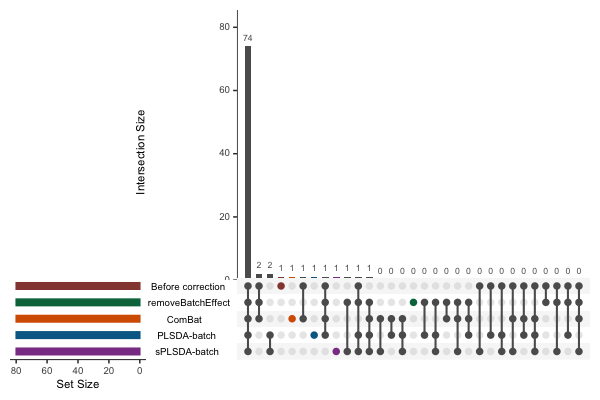 80
60
40
20
0
Intersection Size
74 2 2 1 1 1 1 1 1 1 1 1 0 0 0 0 0 0 0 0 0 0 0 0 0 0 0 0 0 0 0
Before correction
removeBatchEffect
ComBat
PLSDA-batch
sPLSDA-batch
80 60 40 20 0
Set Size